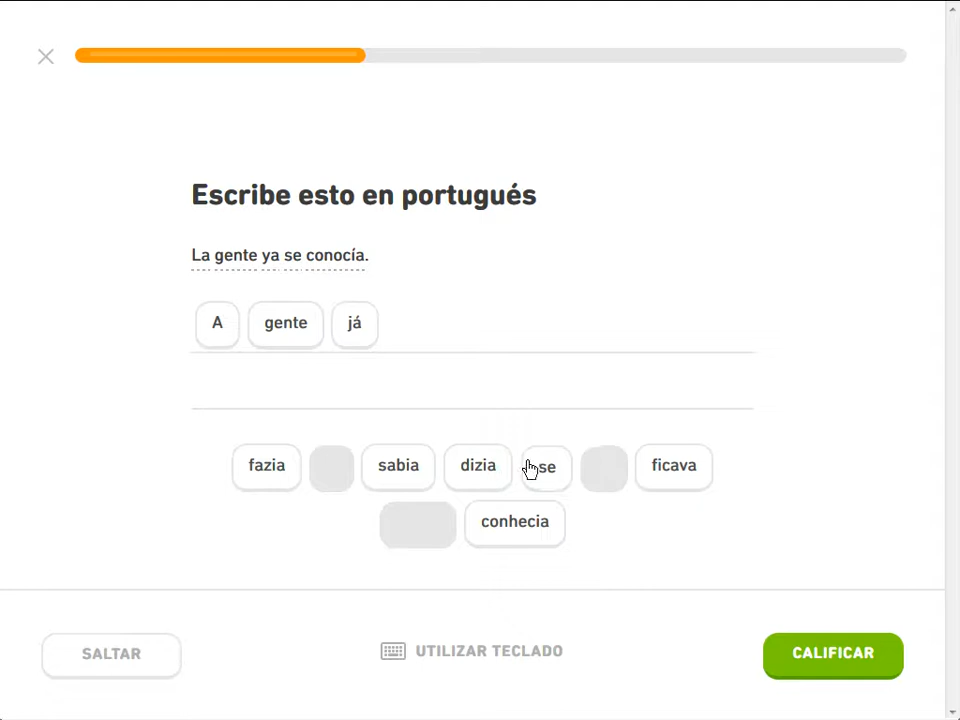 Escribe esto en portugués
La gente ya se conocía.
A gente já
fazia sabia dizia se ficava
conhecia
SALTAR UTILIZAR TECLADO CALIFICAR